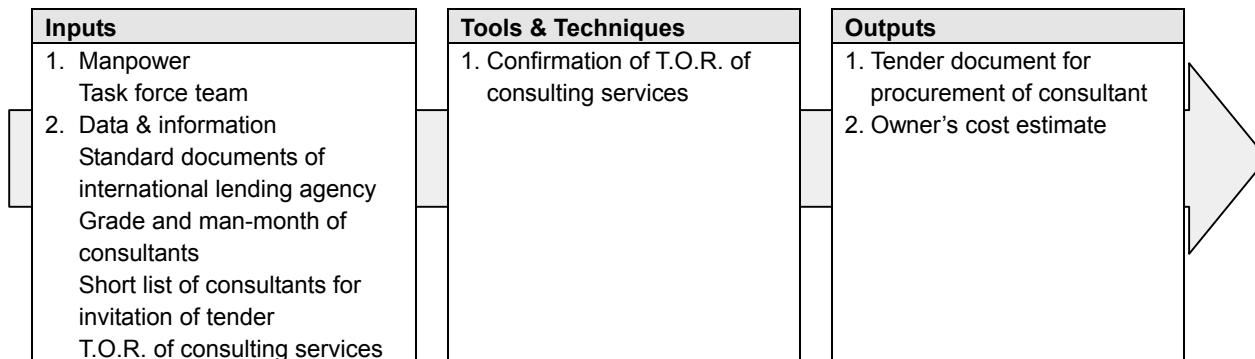 Inputs
1. Manpower
Task force team
2. Data & information
Standard documents of
international lending agency
Grade and man-month of
consultants
Short list of consultants for
invitation of tender
T.O.R. of consulting services
Tools & Techniques
1. Confirmation of T.O.R. of
consulting services
Outputs
1. Tender document for
procurement of consultant
2. Owner’s cost estimate